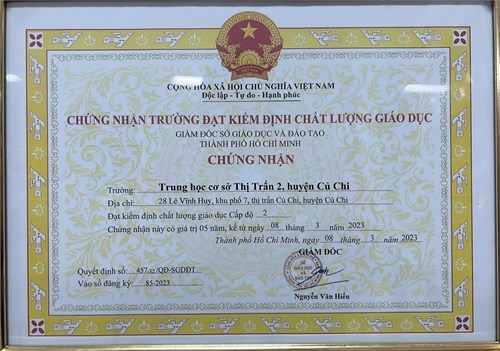 CỘNG HÒA XÃ HỘI CHỦ NGHĨA VIỆT NAM
Độc lập - Tự do - Hạnh phúc
CHỨNG NHẬN TRƯỜNG ĐẠT KIỂM ĐỊNH CHẤT LƯỢNG GIÁO DỤC
GIÁM ĐỐC SỞ GIÁO DỤC VÀ ĐÀO TẠO
THÀNH PHỐ HỒ CHÍ MINH
CHỨNG NHẬN
Trường: Trung học cơ sở Thị Trấn 2, huyện Củ Chi
Địa chỉ: 28 Lê Vĩnh Huy, khu phố 7, thị trấn Củ Chi, huyện Củ Chi
Đạt kiểm định chất lượng giáo dục Cấp độ 2
Chứng nhận này có giá trị 05 năm, kể từ ngày 08 / 3 / 2023
Thành phố Hồ Chí Minh, ngày 08 / 3 / 2023
GIÁM ĐỐC
Quyết định số: 457/QĐ-SGDĐT
Vào sổ đăng ký: 85-2023
Nguyễn Văn Hiếu